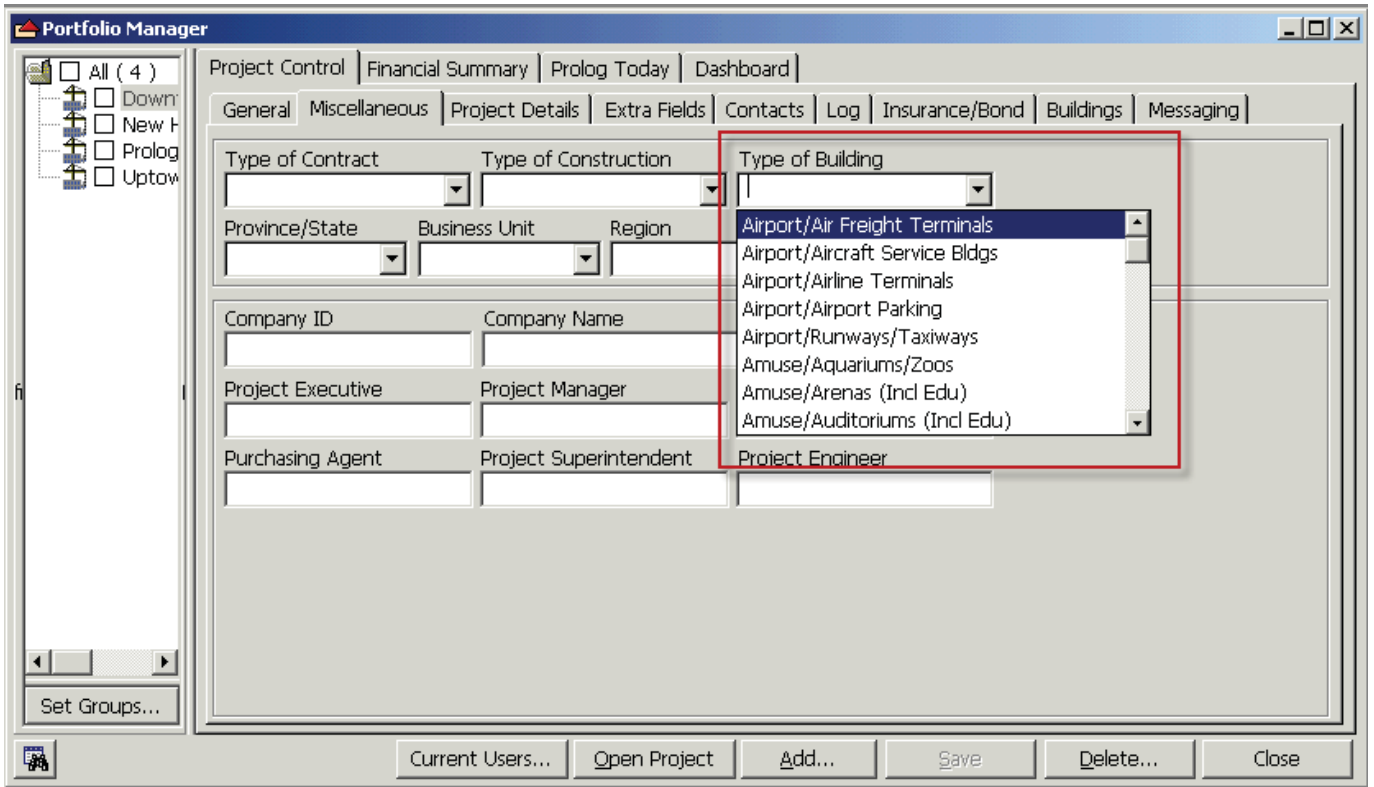 Portfolio Manager
All ( 4 )
Down
New H
Prolog
Uptow
Set Groups...
Project Control Financial Summary Prolog Today Dashboard
General Miscellaneous Project Details Extra Fields Contacts Log Insurance/Bond Buildings Messaging
Type of Contract Type of Construction Type of Building
Province/State Business Unit Region
Airport/Air Freight Terminals
Airport/Aircraft Service Bldgs
Airport/Airline Terminals
Airport/Airport Parking
Airport/Runways/Taxiways
Amuse/Aquariums/Zoos
Amuse/Arenas (Incl Edu)
Amuse/Auditoriums (Incl Edu)
Company ID Company Name
Project Executive Project Manager
Purchasing Agent Project Superintendent Project Engineer
Current Users... Open Project Add... Save Delete... Close